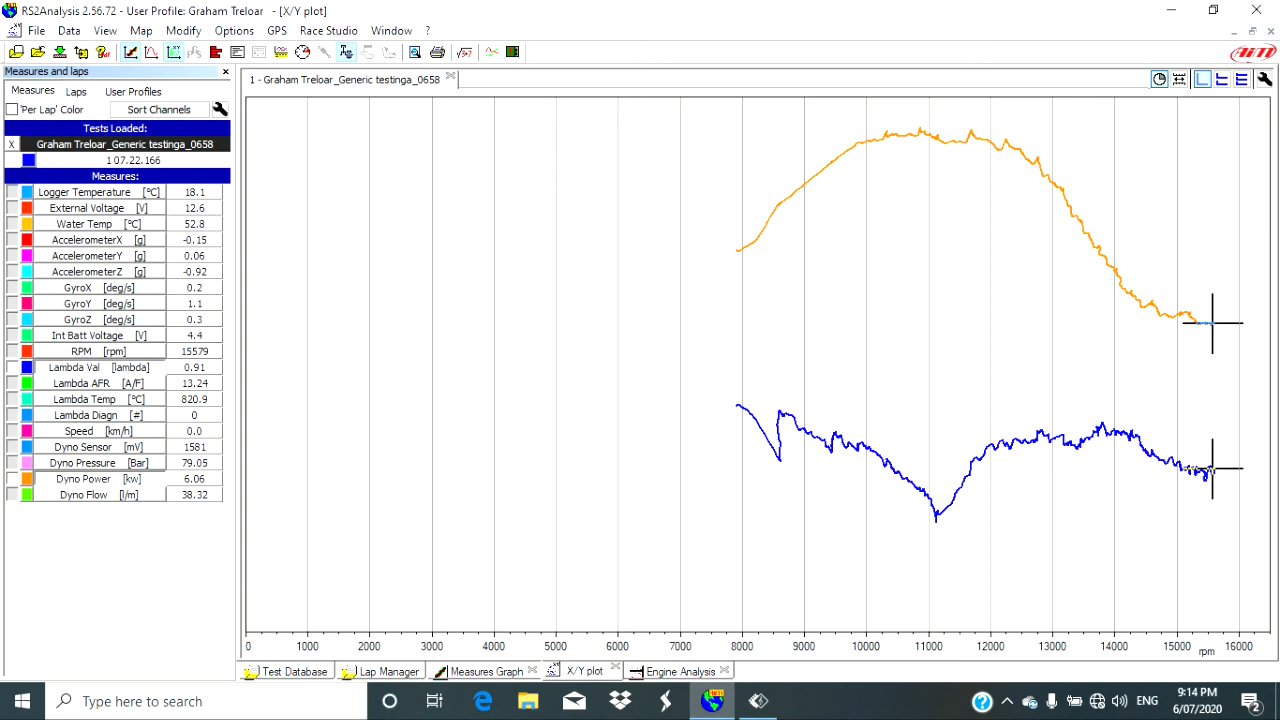 RS2Analysis 2.56.72 - User Profile: Graham Treloar - [X/Y plot]
File Data View Map Modify Options GPS Race Studio Window ?
AiM
Measures and laps
1 - Graham Treloar_Generic testinga_0658
Measures Laps User Profiles
'Per Lap' Color Sort Channels
Tests Loaded:
X Graham Treloar_Generic testinga_0658
1 07.22.166
Measures:
Logger Temperature [°C] 18.1
External Voltage [V] 12.6
Water Temp [°C] 52.8
AccelerometerX [g] -0.15
AccelerometerY [g] 0.06
AccelerometerZ [g] -0.92
GyroX [deg/s] 0.2
GyroY [deg/s] 1.1
GyroZ [deg/s] 0.3
Int Batt Voltage [V] 4.4
RPM [rpm] 15579
Lambda Val [lambda] 0.91
Lambda AFR [A/F] 13.24
Lambda Temp [°C] 820.9
Lambda Diagn [#] 0
Speed [km/h] 0.0
Dyno Sensor [mV] 1581
Dyno Pressure [Bar] 79.05
Dyno Power [kw] 6.06
Dyno Flow [l/m] 38.32
0 1000 2000 3000 4000 5000 6000 7000 8000 9000 10000 11000 12000 13000 14000 15000 16000
rpm
Test Database Lap Manager Measures Graph X/Y plot Engine Analysis
Type here to search
ENG
9:14 PM
6/07/2020
2